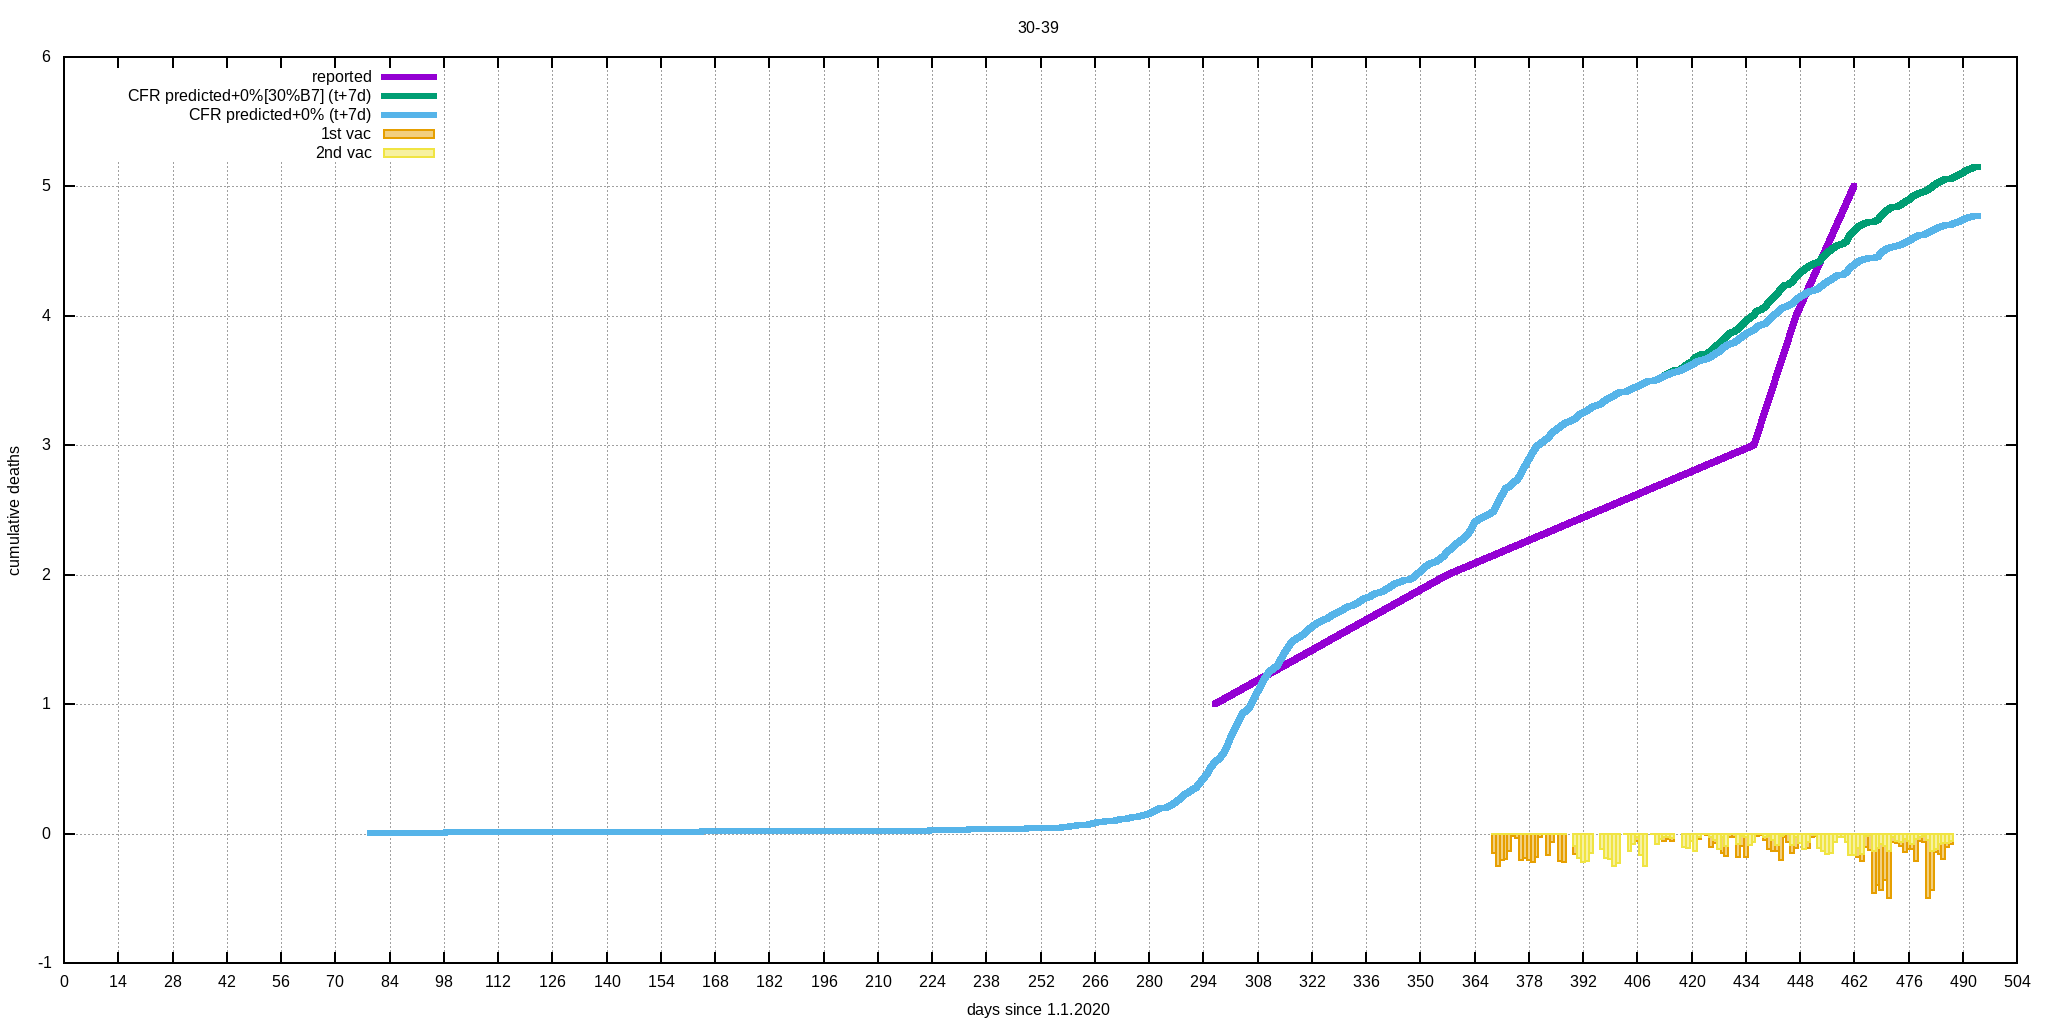 30-39
6
5
4
3
2
1
0
-1
cumulative deaths
reported
CFR predicted+0%[30%B7] (t+7d)
CFR predicted+0% (t+7d)
1st vac
2nd vac
0 14 28 42 56 70 84 98 112 126 140 154 168 182 196 210 224 238 252 266 280 294 308 322 336 350 364 378 392 406 420 434 448 462 476 490 504
days since 1.1.2020